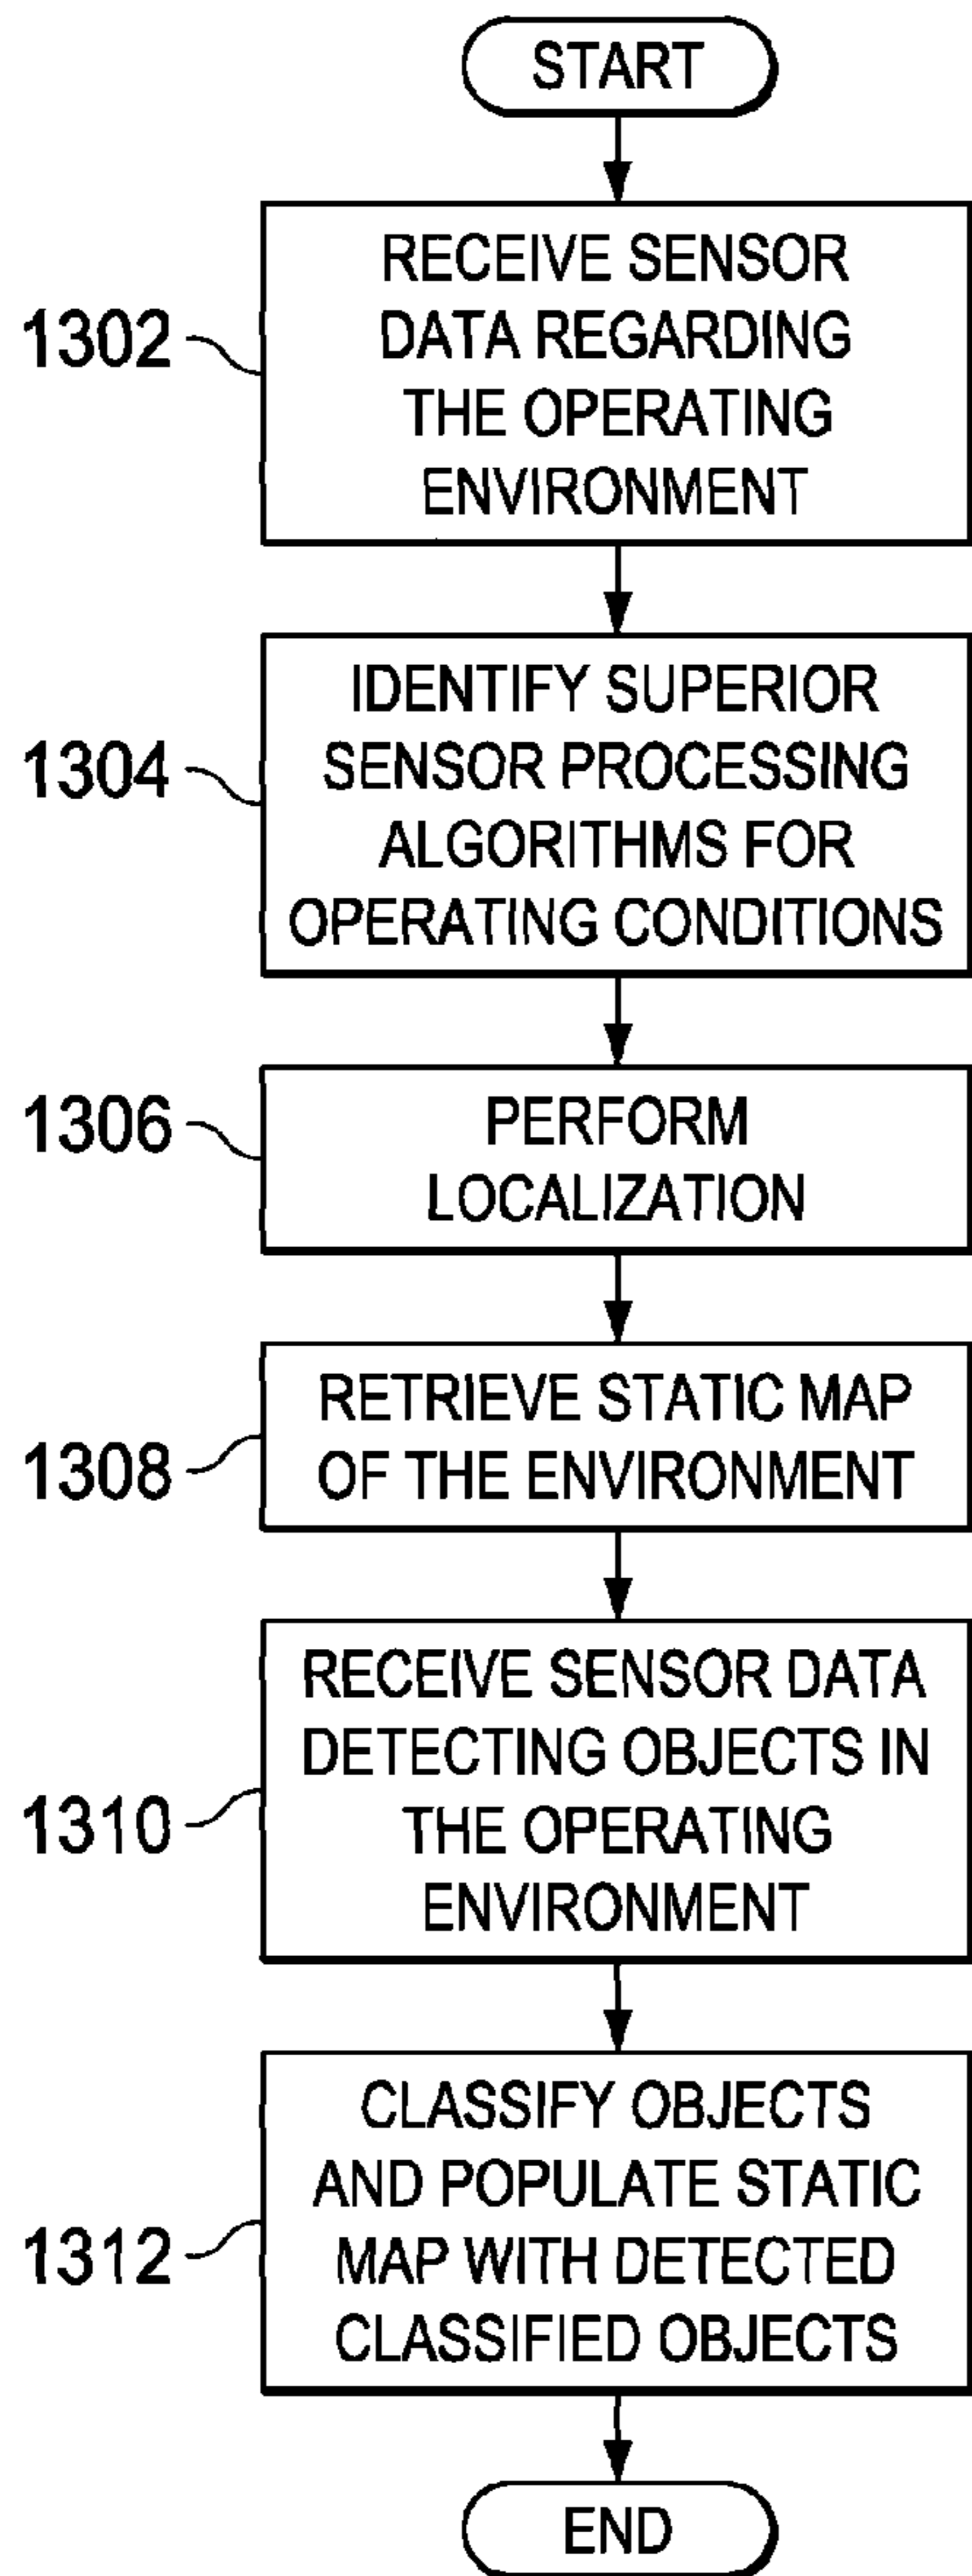 START
1302
RECEIVE SENSOR
DATA REGARDING
THE OPERATING
ENVIRONMENT
1304
IDENTIFY SUPERIOR
SENSOR PROCESSING
ALGORITHMS FOR
OPERATING CONDITIONS
1306
PERFORM
LOCALIZATION
1308
RETRIEVE STATIC MAP
OF THE ENVIRONMENT
1310
RECEIVE SENSOR DATA
DETECTING OBJECTS IN
THE OPERATING
ENVIRONMENT
1312
CLASSIFY OBJECTS
AND POPULATE STATIC
MAP WITH DETECTED
CLASSIFIED OBJECTS
END